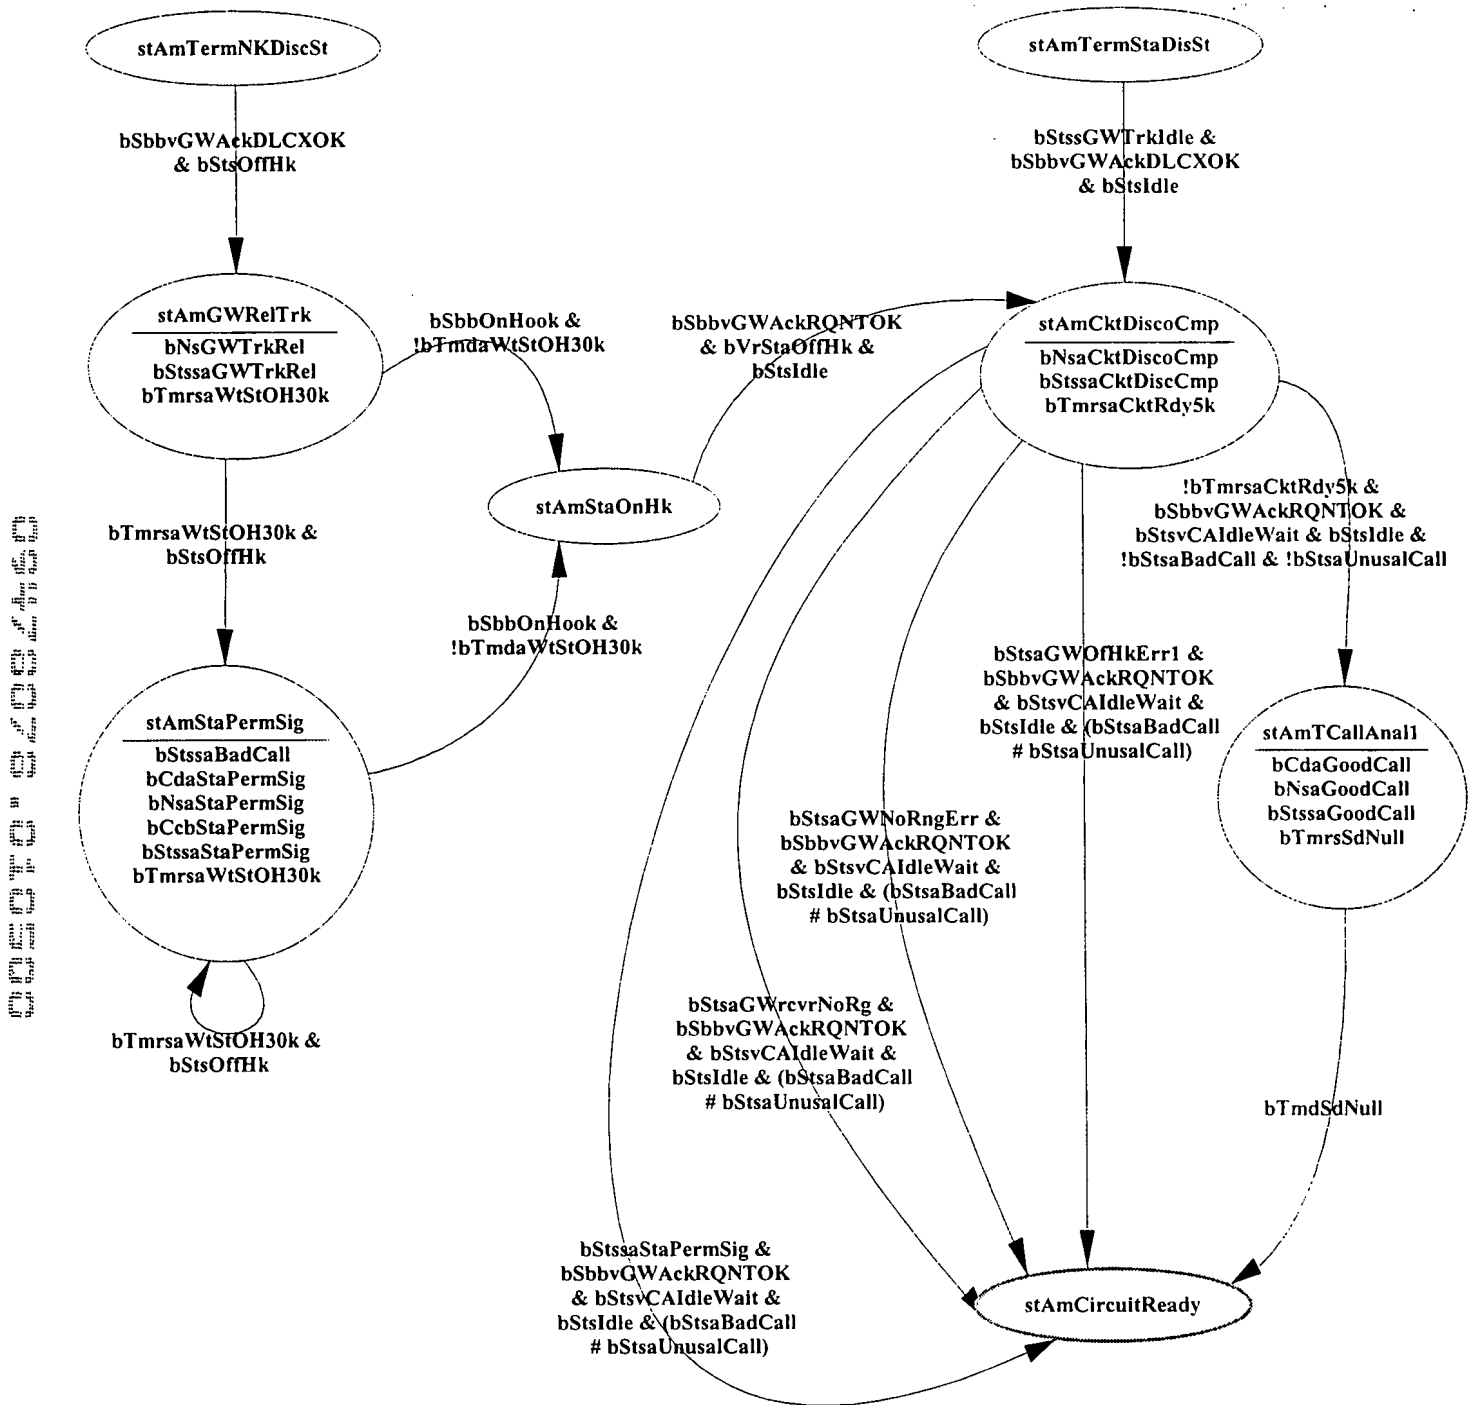 stAmTermNKDiscSt
stAmTermStaDisSt
bSbbvGWAckDLCXOK
& bStsOffHk
bStssGWTrkIdle &
bSbbvGWAckDLCXOK
& bStsIdle
stAmGWRelTrk
bNsGWTrkRel
bStssaGWTrkRel
bTmrsaWtStOH30k
bSbbOnHook &
!bTmdaWtStOH30k
bSbbvGWAckRQNTOK
& bVrStaOffHk &
bStsIdle
stAmCktDiscoCmp
bNsaCktDiscoCmp
bStssaCktDiscCmp
bTmrsaCktRdy5k
stAmStaOnHk
!bTmrsaCktRdy5k &
bSbbvGWAckRQNTOK &
bStsvCAIdleWait & bStsIdle &
!bStsaBadCall & !bStsaUnusalCall
bTmrsaWtStOH30k &
bStsOffHk
bSbbOnHook &
!bTmdaWtStOH30k
bStsaGWOfHkErr1 &
bSbbvGWAckRQNTOK
& bStsvCAIdleWait &
bStsIdle & (bStsaBadCall
# bStsaUnusalCall)
stAmStaPermSig
bStssaBadCall
bCdaStaPermSig
bNsaStaPermSig
bCcbStaPermSig
bStssaStaPermSig
bTmrsaWtStOH30k
stAmTCallAnal1
bCdaGoodCall
bNsaGoodCall
bStssaGoodCall
bTmrsSdNull
bStsaGWNoRngErr &
bSbbvGWAckRQNTOK
& bStsvCAIdleWait &
bStsIdle & (bStsaBadCall
# bStsaUnusalCall)
bTmrsaWtStOH30k &
bStsOffHk
bStsaGWrcvrNoRg &
bSbbvGWAckRQNTOK
& bStsvCAIdleWait &
bStsIdle & (bStsaBadCall
# bStsaUnusalCall)
bTmdSdNull
bStssaStaPermSig &
bSbbvGWAckRQNTOK
& bStsvCAIdleWait &
bStsIdle & (bStsaBadCall
# bStsaUnusalCall)
stAmCircuitReady